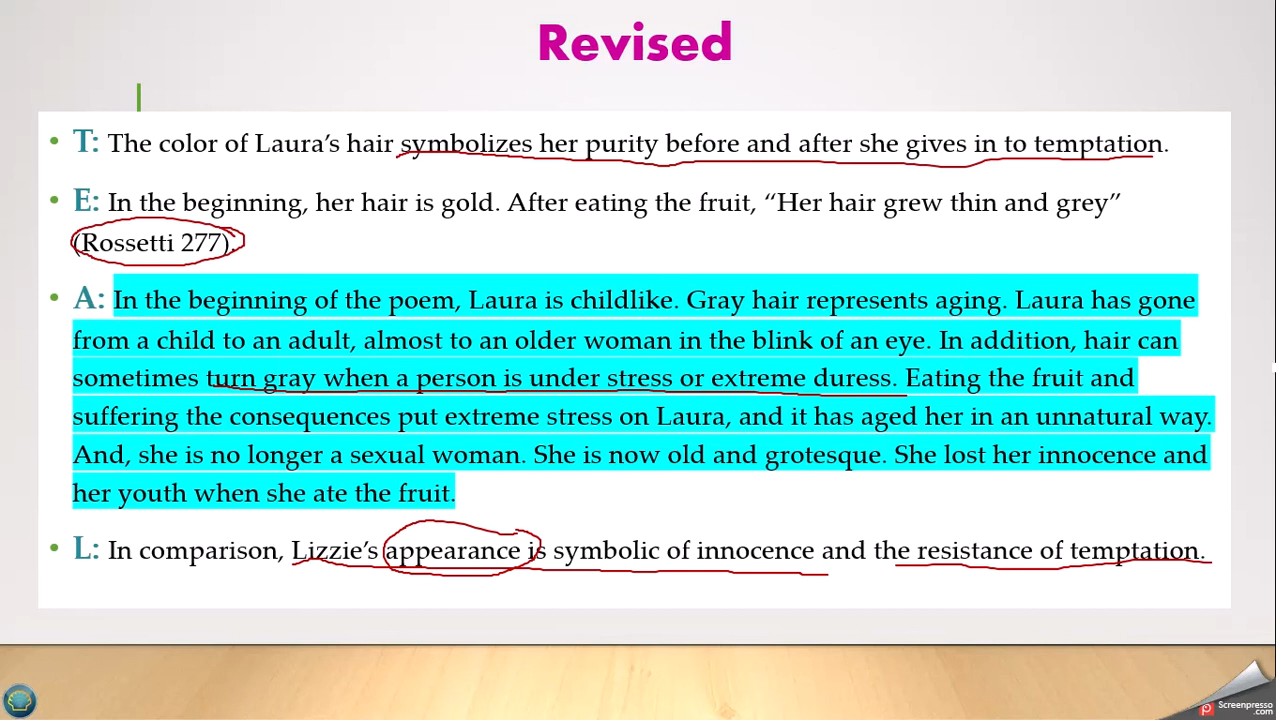 Revised
• T: The color of Laura’s hair symbolizes her purity before and after she gives in to temptation.
• E: In the beginning, her hair is gold. After eating the fruit, “Her hair grew thin and grey”
(Rossetti 277).
• A: In the beginning of the poem, Laura is childlike. Gray hair represents aging. Laura has gone
from a child to an adult, almost to an older woman in the blink of an eye. In addition, hair can
sometimes turn gray when a person is under stress or extreme duress. Eating the fruit and
suffering the consequences put extreme stress on Laura, and it has aged her in an unnatural way.
And, she is no longer a sexual woman. She is now old and grotesque. She lost her innocence and
her youth when she ate the fruit.
• L: In comparison, Lizzie’s appearance is symbolic of innocence and the resistance of temptation.
Screenpresso
.com